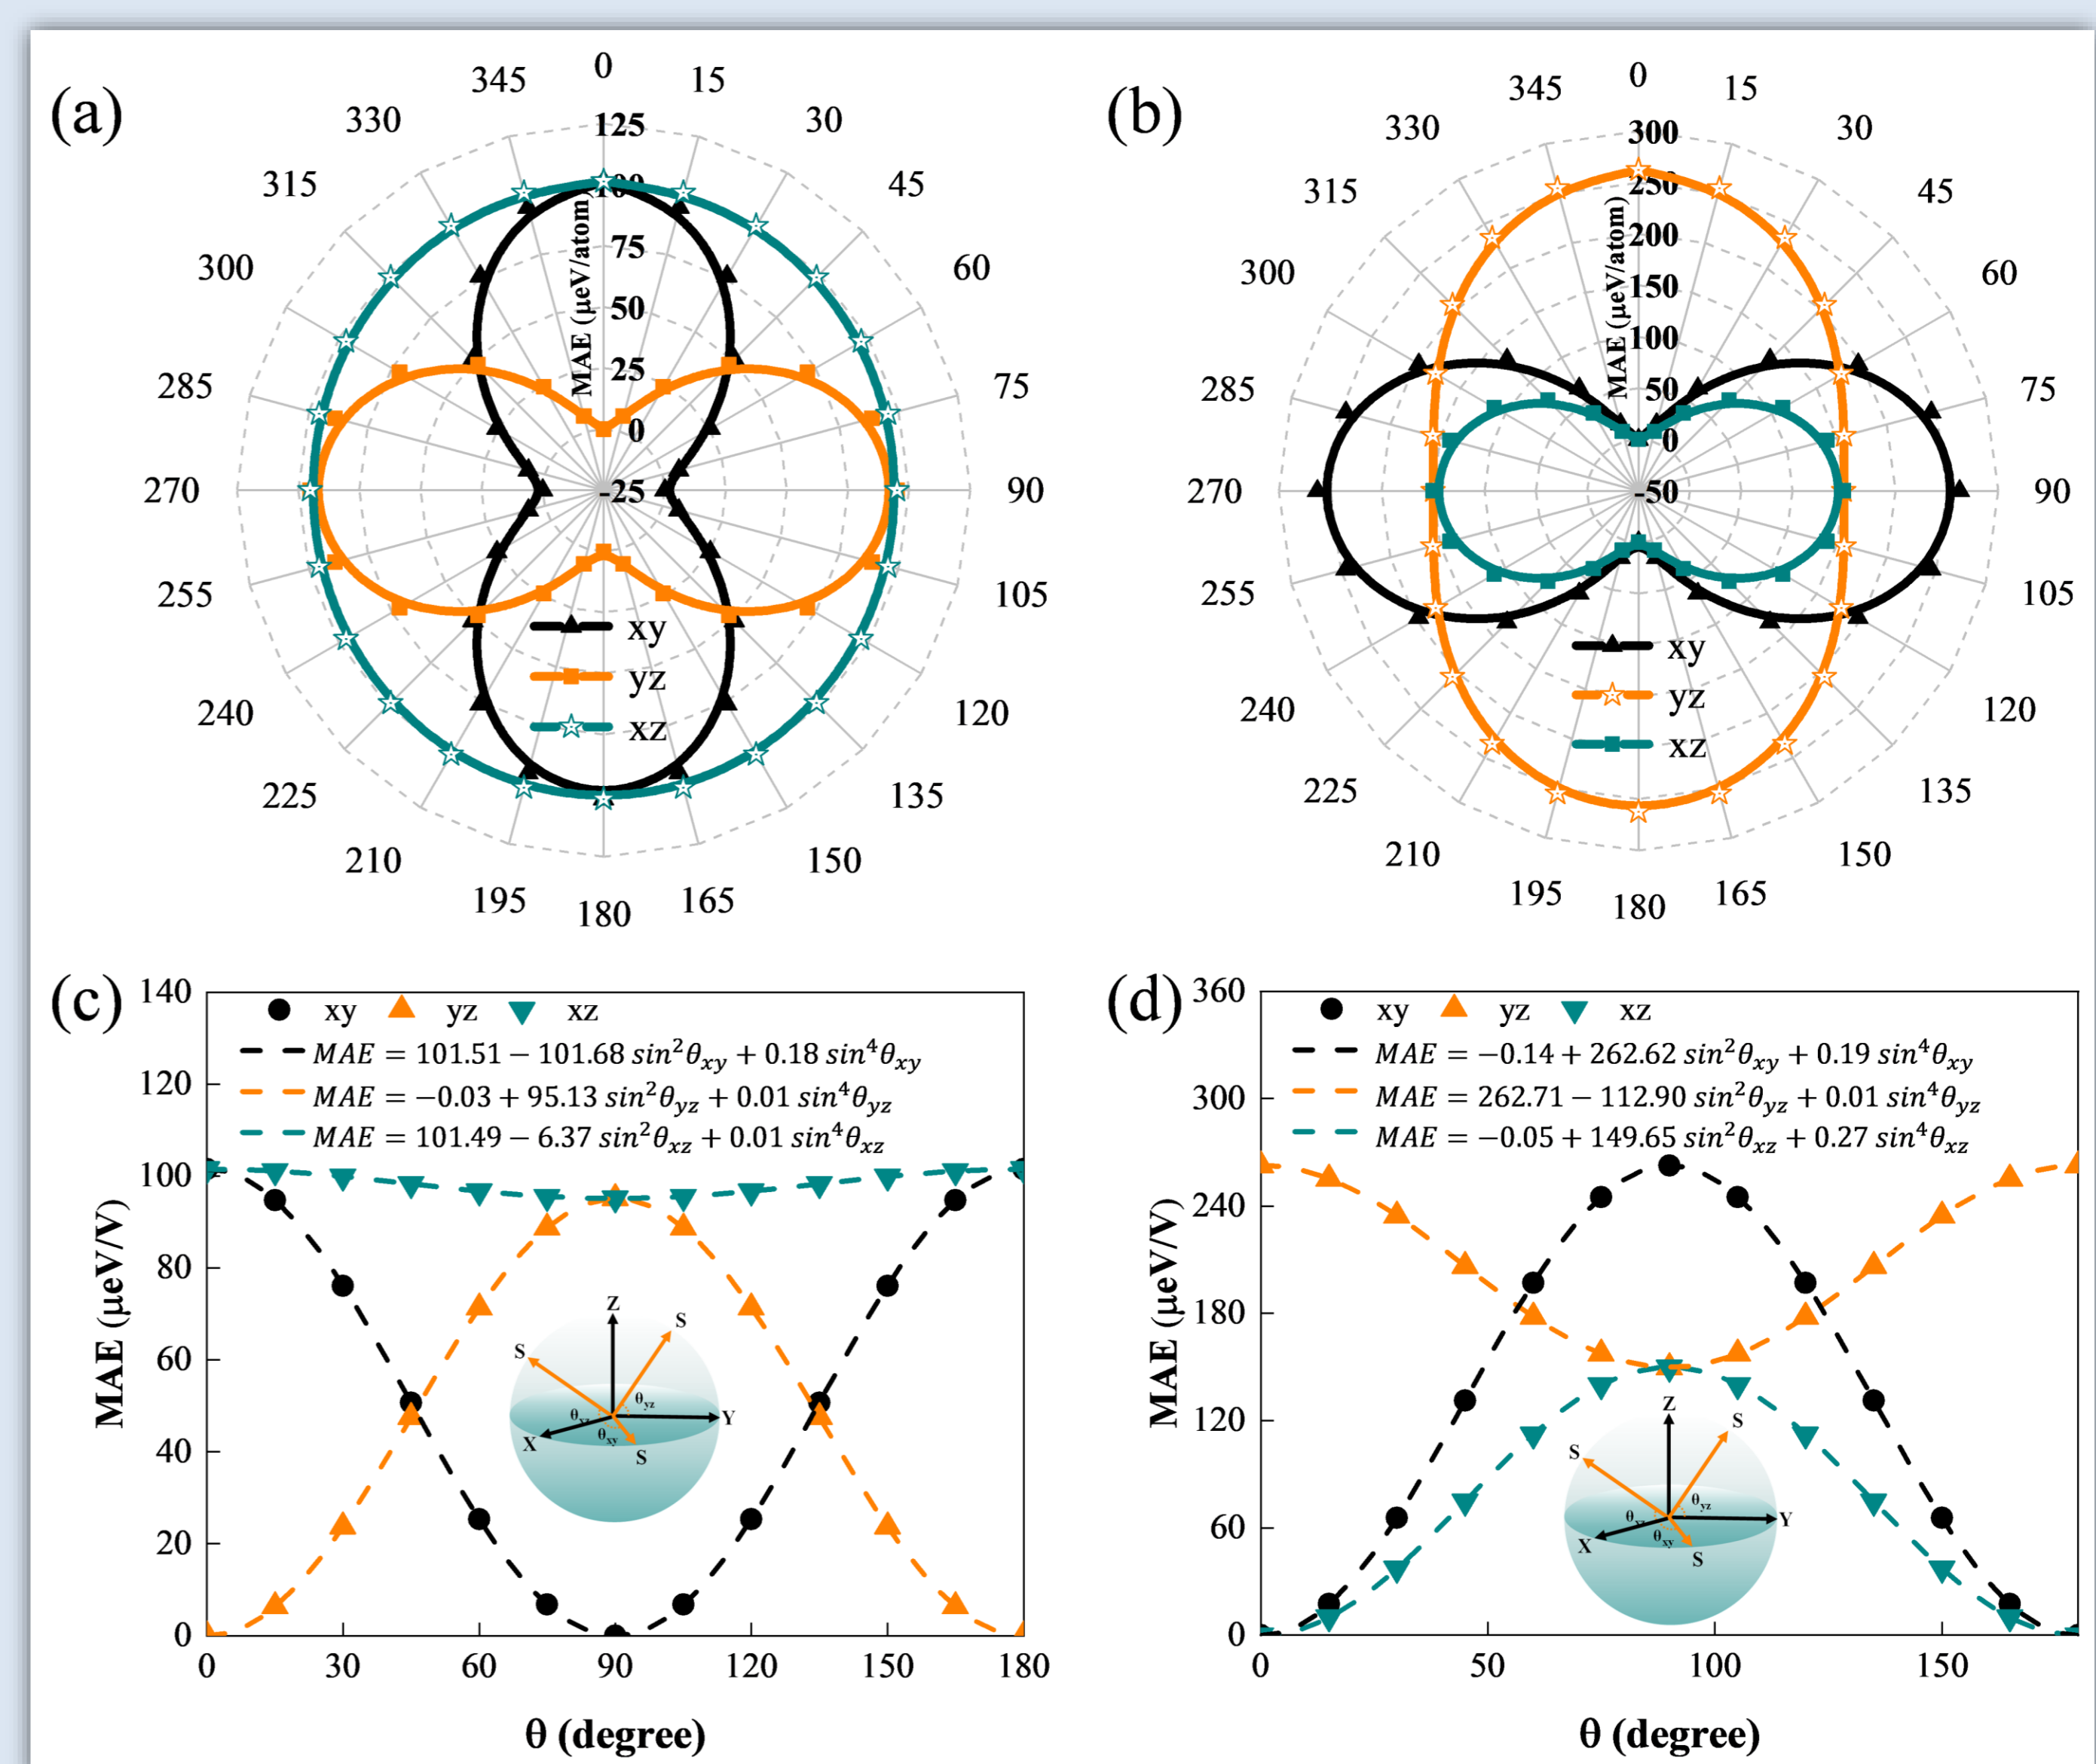 (a)
0
15
30
45
60
75
90
105
120
135
150
165
180
195
210
225
240
255
270
285
300
315
330
345
125
100
75
50
25
0
-25
MAE (μeV/atom)
xy
yz
xz
(b)
0
15
30
45
60
75
90
105
120
135
150
165
180
195
210
225
240
255
270
285
300
315
330
345
300
250
200
150
100
50
0
-50
MAE (μeV/atom)
xy
yz
xz
(c)
140
120
100
80
60
40
20
0
MAE (μeV/V)
xy yz xz
MAE = 101.51 − 101.68 sin²θxy + 0.18 sin⁴θxy
MAE = −0.03 + 95.13 sin²θyz + 0.01 sin⁴θyz
MAE = 101.49 − 6.37 sin²θxz + 0.01 sin⁴θxz
Z
S
S
θyz
θxz
Y
X
θxy
S
0 30 60 90 120 150 180
θ (degree)
(d)
360
300
240
180
120
60
0
MAE (μeV/V)
xy yz xz
MAE = −0.14 + 262.62 sin²θxy + 0.19 sin⁴θxy
MAE = 262.71 − 112.90 sin²θyz + 0.01 sin⁴θyz
MAE = −0.05 + 149.65 sin²θxz + 0.27 sin⁴θxz
Z
S
S
θyz
θxz
Y
X
θxy
S
0 50 100 150
θ (degree)